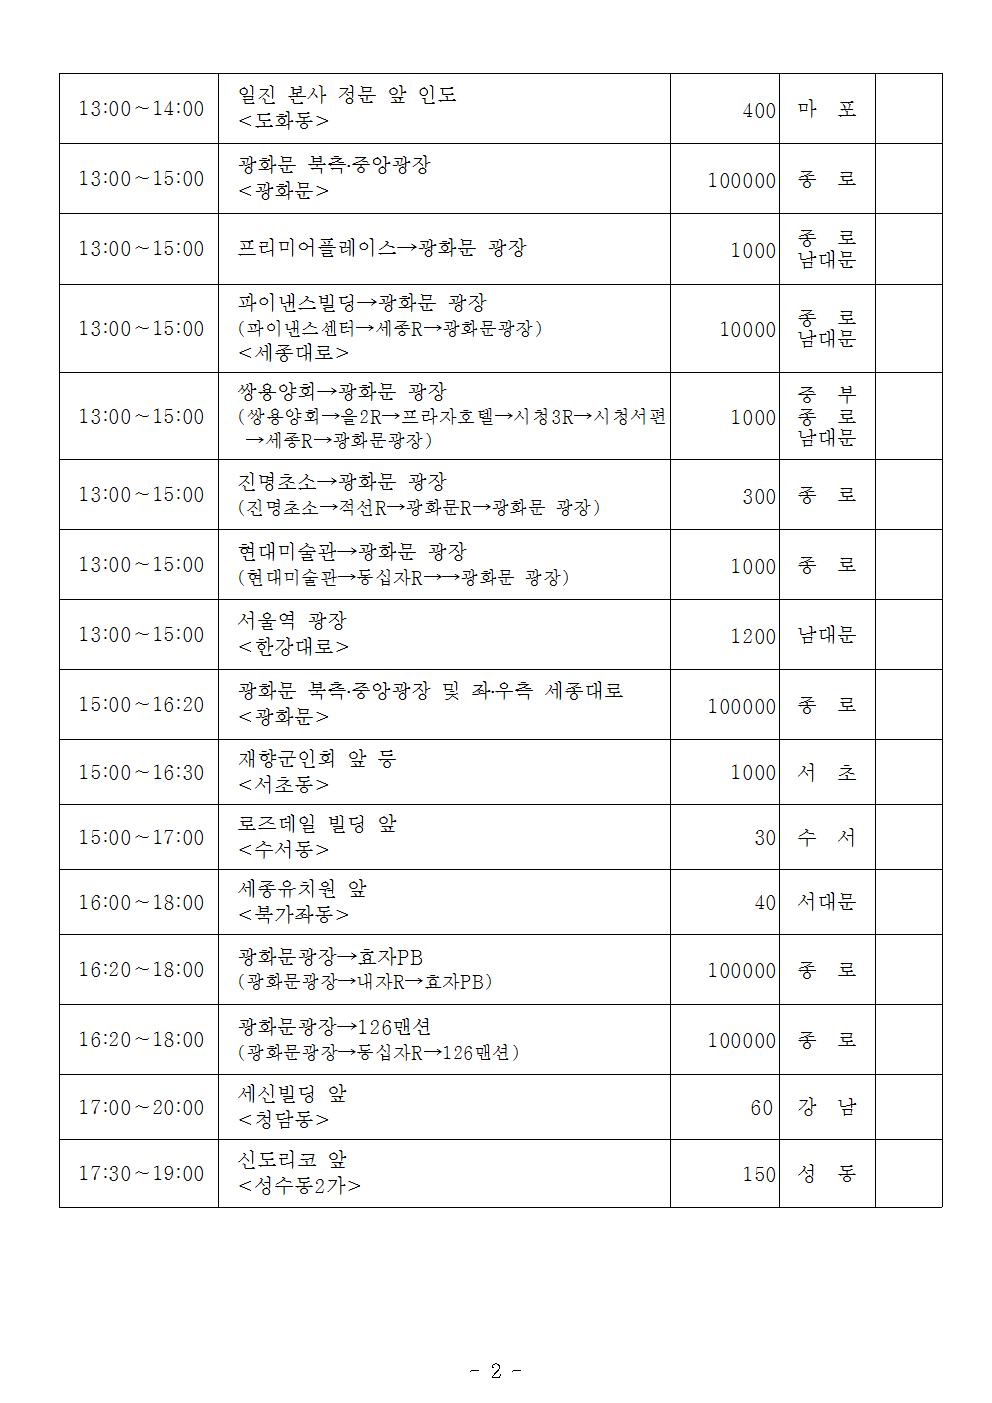 13:00~14:00 일진 본사 정문 앞 인도 400 마 포
<도화동>
13:00~15:00 광화문 북측·중앙광장 100000 종 로
<광화문>
13:00~15:00 프리미어플레이스→광화문 광장 1000 종 로
남대문
13:00~15:00 파이낸스빌딩→광화문 광장 10000 종 로
(파이낸스센터→세종R→광화문광장) 남대문
<세종대로>
13:00~15:00 쌍용양회→광화문 광장 1000 중 부
(쌍용양회→을2R→프라자호텔→시청3R→시청서편 종 로
→세종R→광화문광장) 남대문
13:00~15:00 진명초소→광화문 광장 300 종 로
(진명초소→적선R→광화문R→광화문 광장)
13:00~15:00 현대미술관→광화문 광장 1000 종 로
(현대미술관→동십자R→→광화문 광장)
13:00~15:00 서울역 광장 1200 남대문
<한강대로>
15:00~16:20 광화문 북측·중앙광장 및 좌·우측 세종대로 100000 종 로
<광화문>
15:00~16:30 재향군인회 앞 등 1000 서 초
<서초동>
15:00~17:00 로즈데일 빌딩 앞 30 수 서
<수서동>
16:00~18:00 세종유치원 앞 40 서대문
<북가좌동>
16:20~18:00 광화문광장→효자PB 100000 종 로
(광화문광장→내자R→효자PB)
16:20~18:00 광화문광장→126맨션 100000 종 로
(광화문광장→동십자R→126맨션)
17:00~20:00 세신빌딩 앞 60 강 남
<청담동>
17:30~19:00 신도리코 앞 150 성 동
<성수동2가>
- 2 -